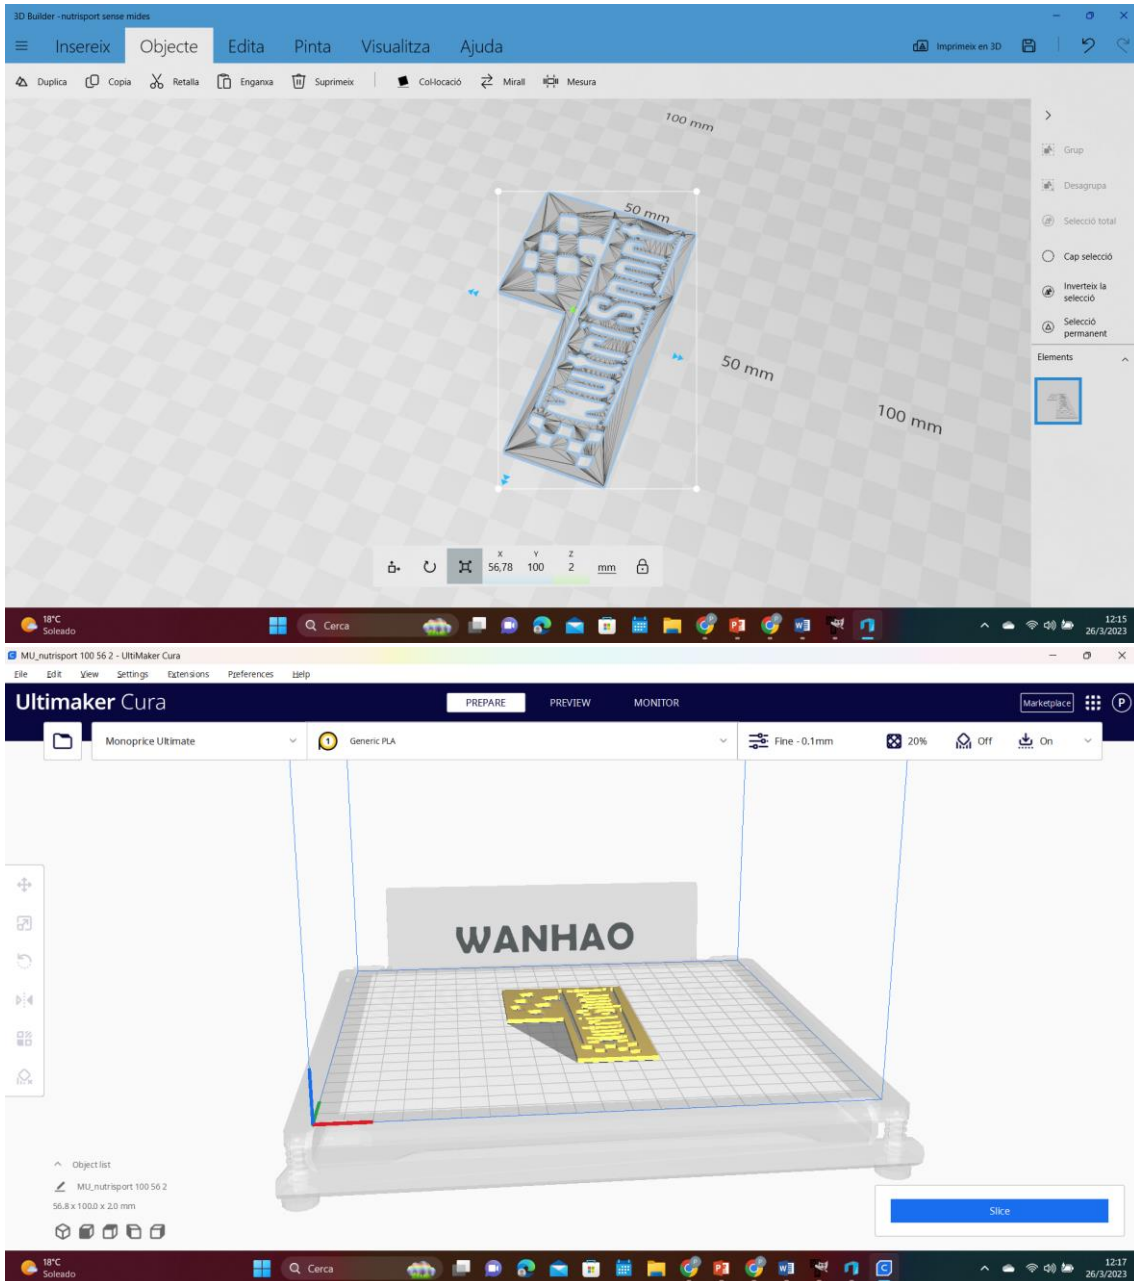 3D Builder - nutrisport sense mides
Insereix Objecte Edita Pinta Visualitza Ajuda
Imprimeix en 3D
Duplica Copia Retalla Enganxa Suprimeix Col·locació Mirall Mesura
100 mm
50 mm
50 mm
100 mm
nutrisport
Grup
Desagrupa
Selecció total
Cap selecció
Inverteix la
selecció
Selecció
permanent
Elements
X Y Z
56,78 100 2 mm
18°C
Soleado
Cerca
12:15
26/3/2023
MU_nutrisport 100 56 2 - UltiMaker Cura
File Edit View Settings Extensions Preferences Help
Ultimaker Cura
PREPARE PREVIEW MONITOR
Marketplace P
Monoprice Ultimate
1 Generic PLA
Fine - 0.1mm 20% Off On
WANHAO
Object list
MU_nutrisport 100 56 2
56.8 x 100.0 x 2.0 mm
Slice
18°C
Soleado
Cerca
12:17
26/3/2023